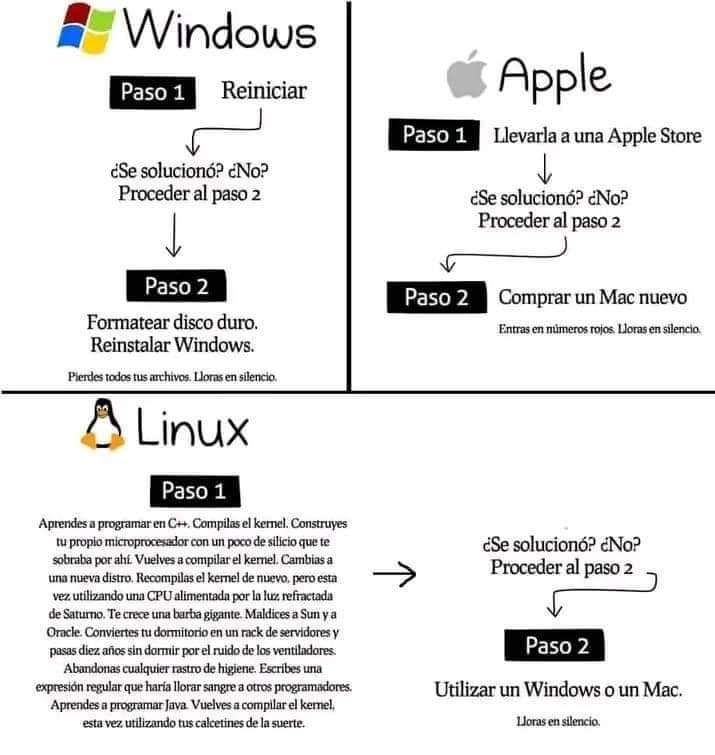 Windows
Paso 1
Reiniciar
¿Se solucionó? ¿No?
Proceder al paso 2
Paso 2
Formatear disco duro.
Reinstalar Windows.
Pierdes todos tus archivos. Lloras en silencio.
Apple
Paso 1
Llevarla a una Apple Store
¿Se solucionó? ¿No?
Proceder al paso 2
Paso 2
Comprar un Mac nuevo
Entras en números rojos. Lloras en silencio.
Linux
Paso 1
Aprendes a programar en C++. Compilas el kernel. Construyes
tu propio microprocesador con un poco de silicio que te
sobraba por ahí. Vuelves a compilar el kernel. Cambias a
una nueva distro. Recompilas el kernel de nuevo, pero esta
vez utilizando una CPU alimentada por la luz refractada
de Saturno. Te crece una barba gigante. Maldices a Sun y a
Oracle. Conviertes tu dormitorio en un rack de servidores y
pasas diez años sin dormir por el ruido de los ventiladores.
Abandonas cualquier rastro de higiene. Escribes una
expresión regular que haría llorar sangre a otros programadores.
Aprendes a programar Java. Vuelves a compilar el kernel,
esta vez utilizando tus calcetines de la suerte.
¿Se solucionó? ¿No?
Proceder al paso 2
Paso 2
Utilizar un Windows o un Mac.
Lloras en silencio.